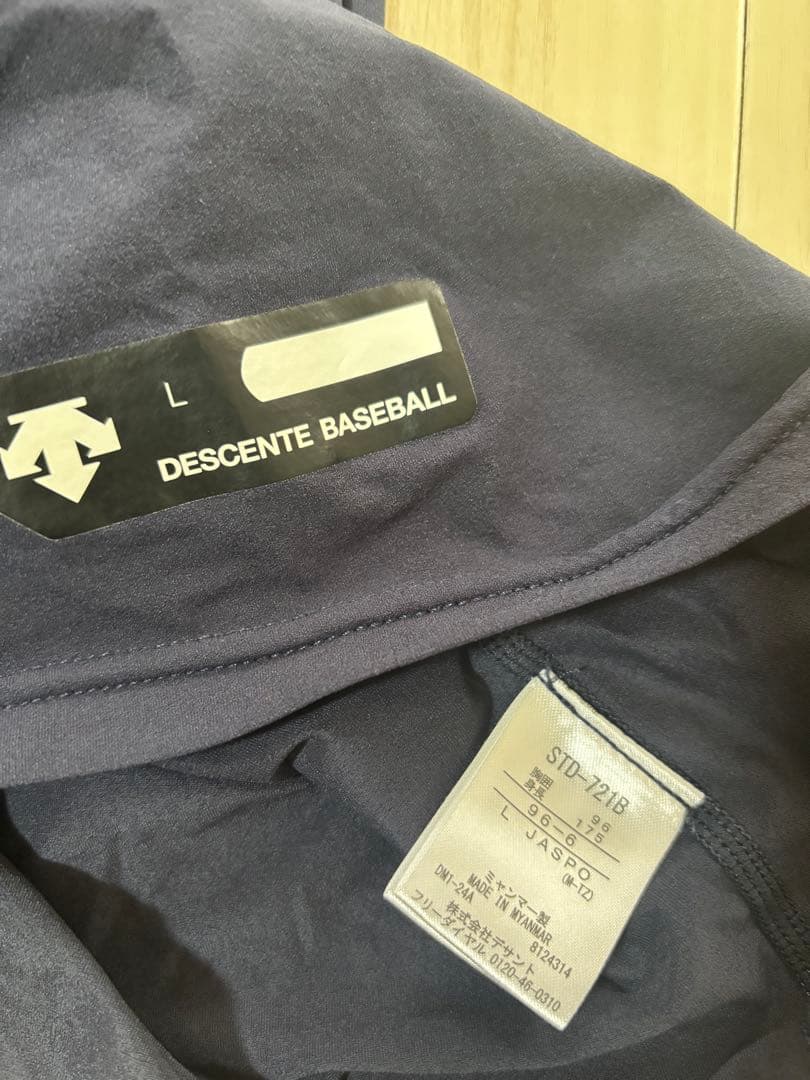 L
DESCENTE BASEBALL
STD-721B
胸囲 96
身長 175
96-6
L JASPO
(M-TZ)
ミャンマー製
MADE IN MYANMAR
DM1-24A 8124314
株式会社デサント
フリーダイヤル 0120-46-0310